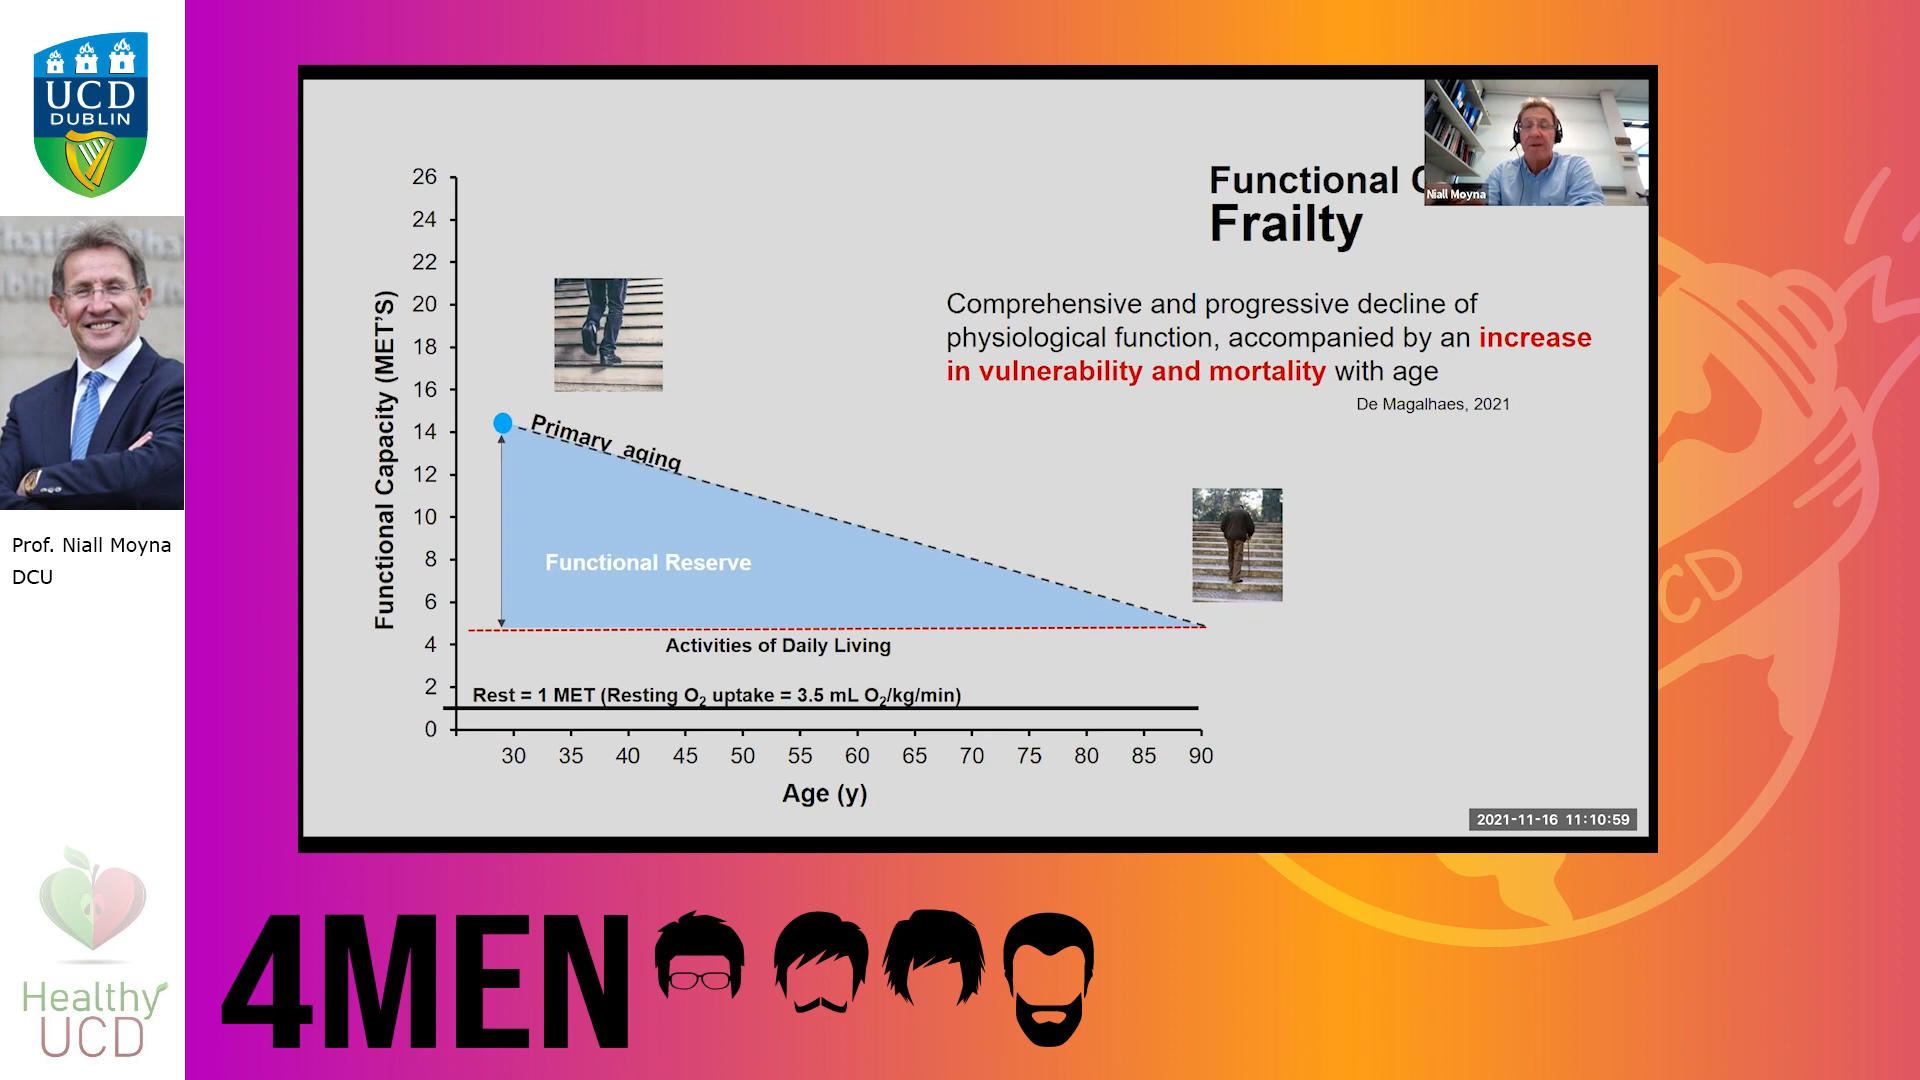 UCD
DUBLIN
Prof. Niall Moyna
DCU
Healthy
UCD
Functional
Frailty
Niall Moyna
Comprehensive and progressive decline of
physiological function, accompanied by an increase
in vulnerability and mortality with age
De Magalhaes, 2021
Functional Capacity (MET'S)
26
24
22
20
18
16
14
12
10
8
6
4
2
0
Primary aging
Functional Reserve
Activities of Daily Living
Rest = 1 MET (Resting O2 uptake = 3.5 mL O2/kg/min)
30 35 40 45 50 55 60 65 70 75 80 85 90
Age (y)
2021-11-16 11:10:59
4MEN